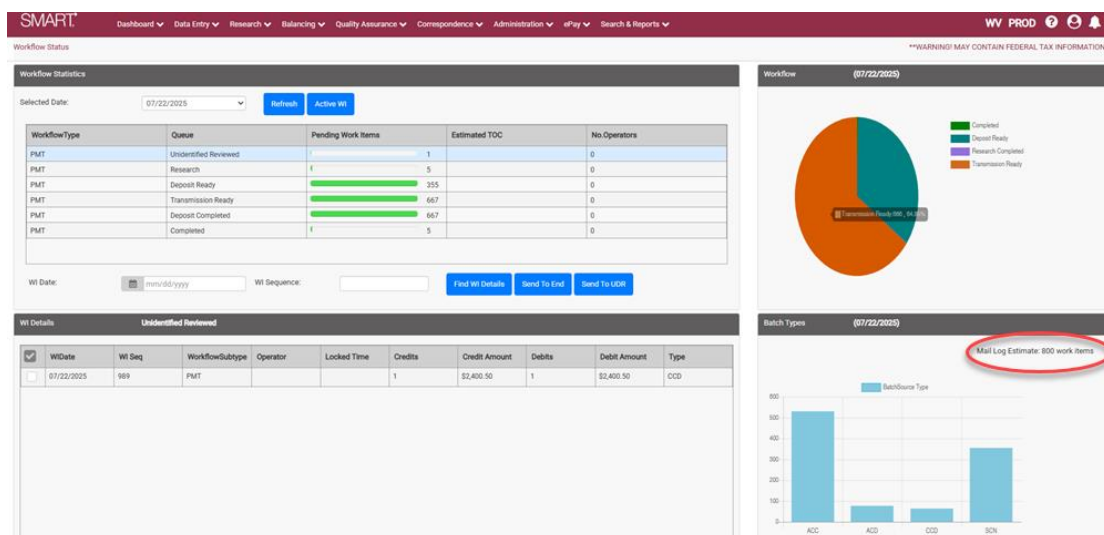 SMART
Dashboard Data Entry Research Balancing Quality Assurance Correspondence Administration ePay Search & Reports WV PROD
Workflow Status **WARNING! MAY CONTAIN FEDERAL TAX INFORMATION
Workflow Statistics
Selected Date: 07/22/2025 Refresh Active WI
WorkflowType Queue Pending Work Items Estimated TOC No.Operators
PMT Unidentified Reviewed 1 0
PMT Research 5 0
PMT Deposit Ready 355 0
PMT Transmission Ready 667 0
PMT Deposit Completed 667 0
PMT Completed 5 0
WI Date: mm/dd/yyyy WI Sequence: Find WI Details Send To End Send To UDR
Workflow (07/22/2025)
Completed
Deposit Ready
Research Completed
Transmission Ready
Transmission Ready
WI Details Unidentified Reviewed
WIDate WI Seq WorkflowSubtype Operator Locked Time Credits Credit Amount Debits Debit Amount Type
07/22/2025 989 PMT 1 $2,400.50 1 $2,400.50 CCD
Batch Types (07/22/2025)
Mail Log Estimate: 800 work items
BatchSource Type
600
500
400
300
200
100
0
ACC ACD CCD SCN